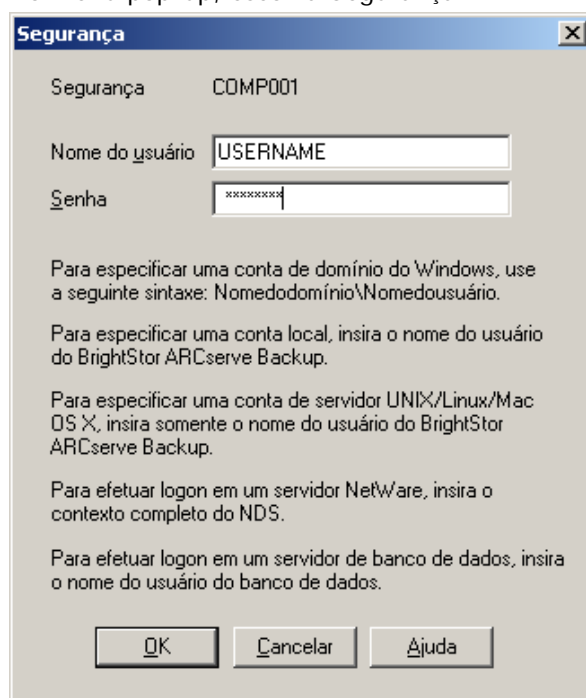 Segurança
Segurança COMP001
Nome do usuário USERNAME
Senha ********
Para especificar uma conta de domínio do Windows, use
a seguinte sintaxe: Nomedodomínio\Nomedousuário.
Para especificar uma conta local, insira o nome do usuário
do BrightStor ARCserve Backup.
Para especificar uma conta de servidor UNIX/Linux/Mac
OS X, insira somente o nome do usuário do BrightStor
ARCserve Backup.
Para efetuar logon em um servidor NetWare, insira o
contexto completo do NDS.
Para efetuar logon em um servidor de banco de dados, insira
o nome do usuário do banco de dados.
OK Cancelar Ajuda